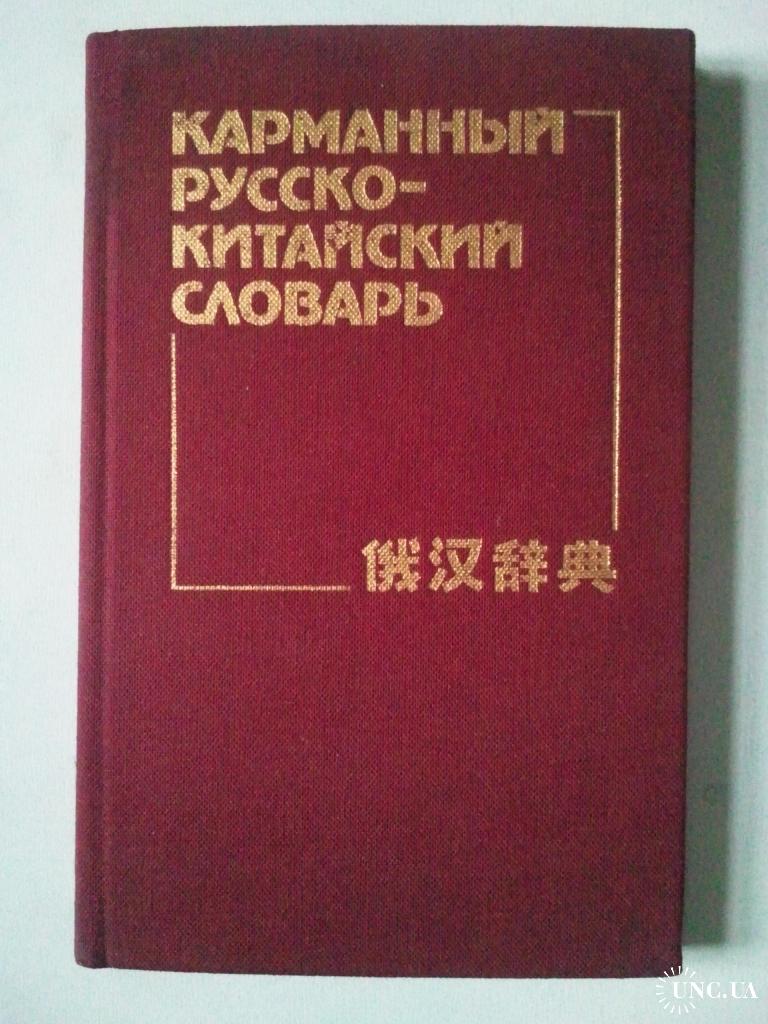 КАРМАННЫЙ
РУССКО-
КИТАЙСКИЙ
СЛОВАРЬ
俄汉辞典
UNC.UA